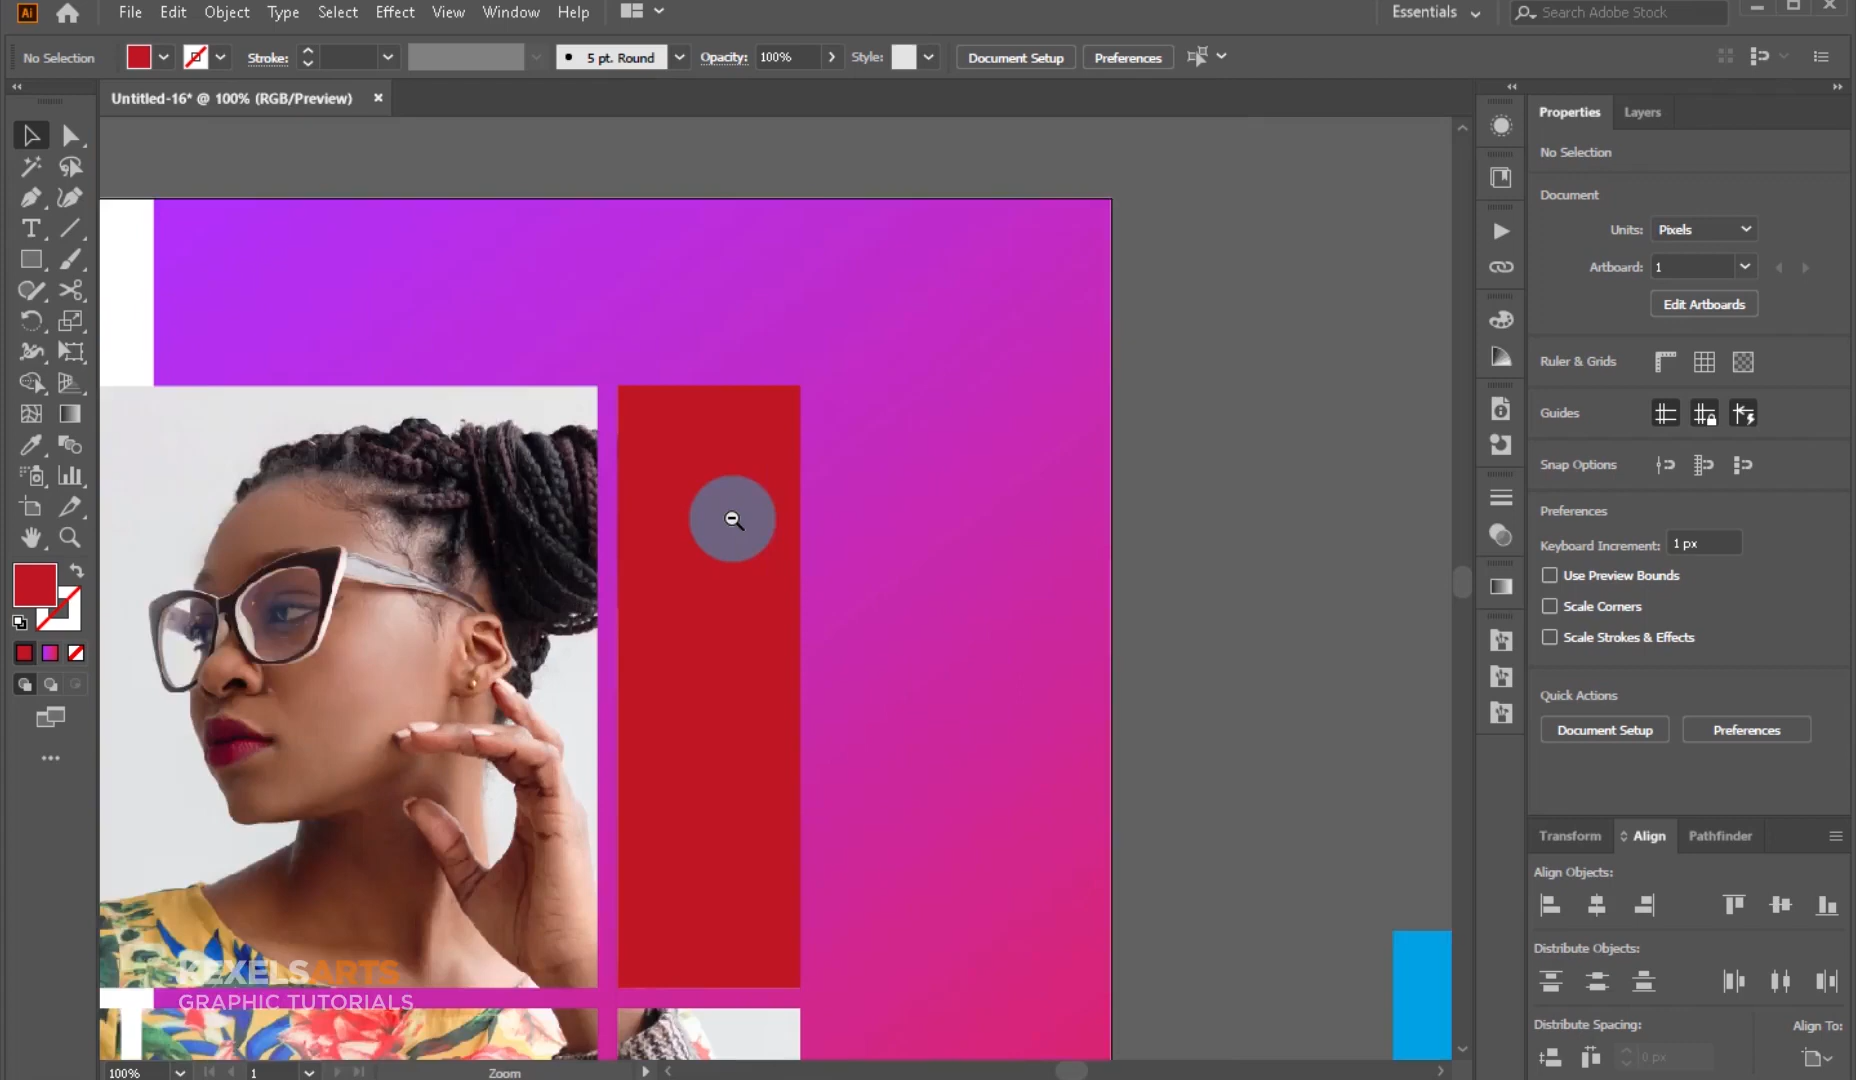 Ai File Edit Object Type Select Effect View Window Help Essentials Search Adobe Stock
No Selection Stroke: 5 pt. Round Opacity: 100% Style: Document Setup Preferences
Untitled-16* @ 100% (RGB/Preview) ×
Properties Layers
No Selection
Document
Units: Pixels
Artboard: 1
Edit Artboards
Ruler & Grids
Guides
Snap Options
Preferences
Keyboard Increment: 1 px
Use Preview Bounds
Scale Corners
Scale Strokes & Effects
Quick Actions
Document Setup Preferences
Transform Align Pathfinder
Align Objects:
Distribute Objects:
Distribute Spacing: Align To:
0 px
REXELSARTS
GRAPHIC TUTORIALS
100% 1 Zoom